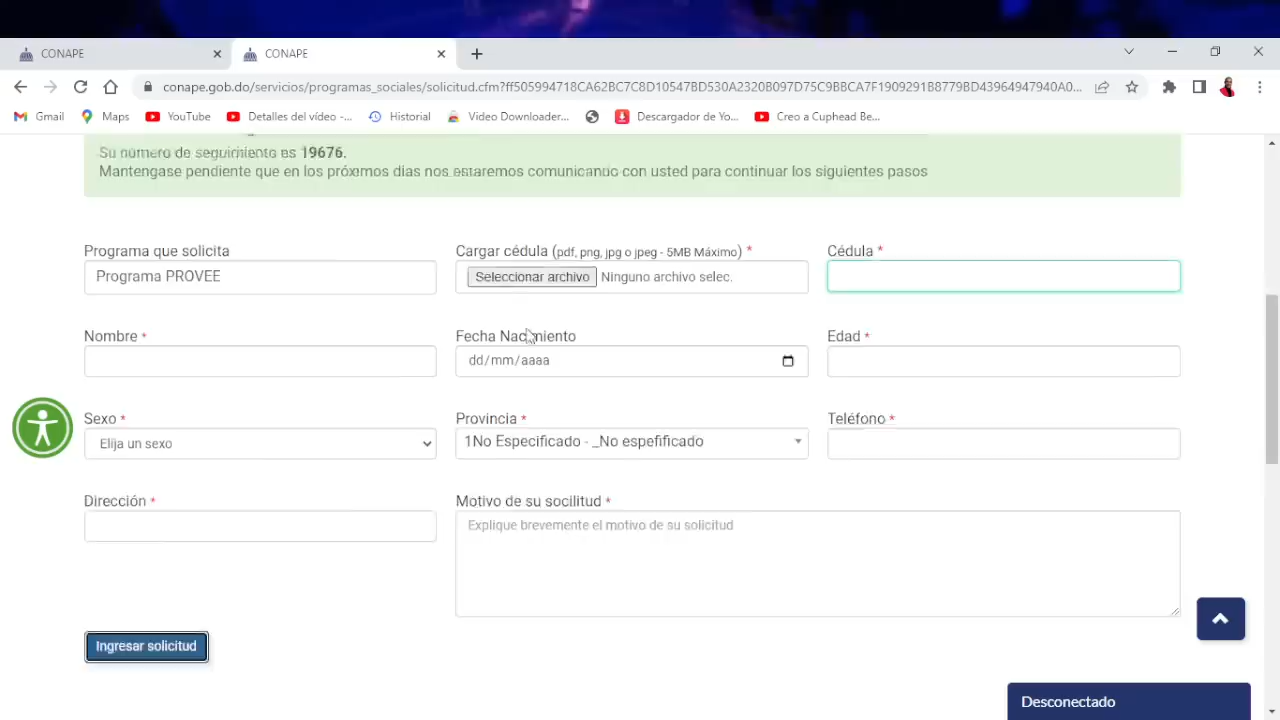 CONAPE
CONAPE
conape.gob.do/servicios/programas_sociales/solicitud.cfm?ff505994718CA62BC7C8D10547BD530A2320B097D75C9BBCA7F1909291B8779BD43964947940A0...
Gmail Maps YouTube Detalles del vídeo -... Historial Video Downloader... Descargador de Yo... Creo a Cuphead Be...
Su número de seguimiento es 19676.
Mantengase pendiente que en los prómemos dias nos estaremos comunicando con usted para continuar los siguientes pasos
Programa que solicita
Programa PROVEE
Cargar cédula (pdf, png, jpg o jpeg - 5MB Máximo) *
Seleccionar archivo Ninguno archivo selec.
Cédula *
Nombre *
Fecha Nacimiento
dd/mm/aaaa
Edad *
Sexo *
Elija un sexo
Provincia *
1No Especificado - _No espefificado
Teléfono *
Dirección *
Motivo de su socilitud *
Explique brevemente el motivo de su solicitud
Ingresar solicitud
Desconectado